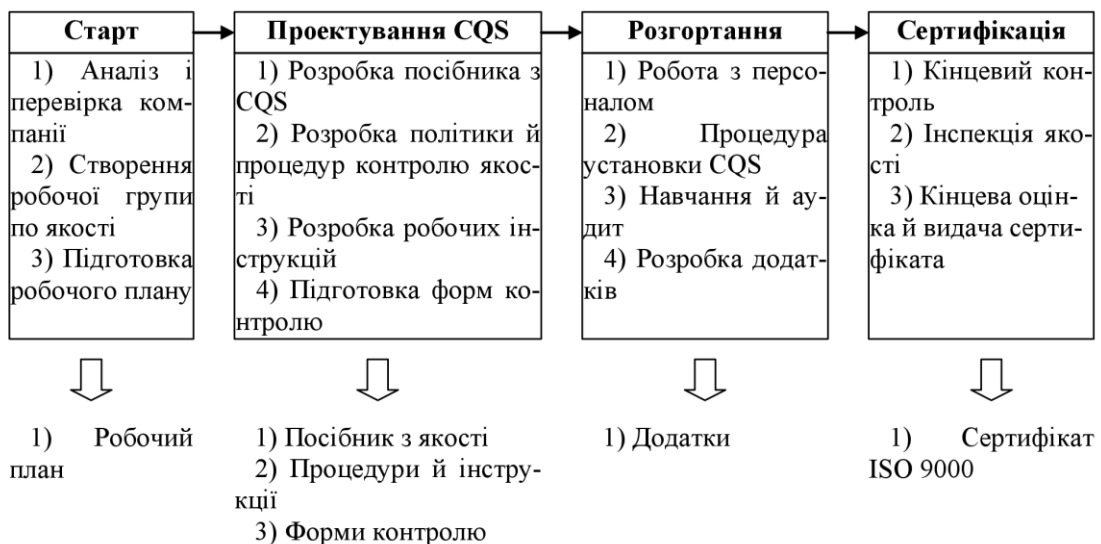 Старт
1) Аналіз і
перевірка ком-
панії
2) Створення
робочої групи
по якості
3) Підготовка
робочого плану
1) Робочий
план
Проектування CQS
1) Розробка посібника з
CQS
2) Розробка політики й
процедур контролю якос-
ті
3) Розробка робочих ін-
струкцій
4) Підготовка форм ко-
нтролю
1) Посібник з якості
2) Процедури й інстру-
кції
3) Форми контролю
Розгортання
1) Робота з персо-
налом
2) Процедура
установки CQS
3) Навчання й ау-
дит
4) Розробка додат-
ків
1) Додатки
Сертифікація
1) Кінцевий кон-
троль
2) Інспекція яко-
сті
3) Кінцева оцін-
ка й видача серти-
фіката
1) Сертифікат
ISO 9000